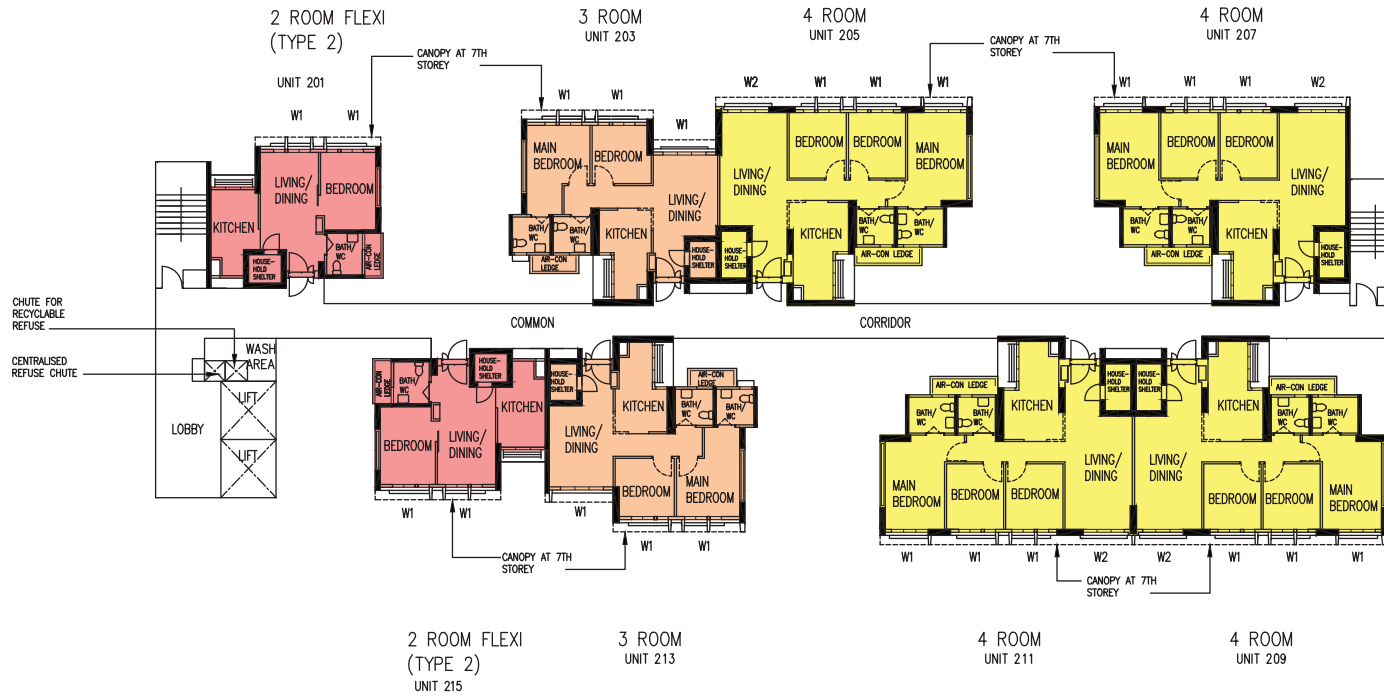 2 ROOM FLEXI
(TYPE 2)
UNIT 201
3 ROOM
UNIT 203
4 ROOM
UNIT 205
4 ROOM
UNIT 207
CANOPY AT 7TH
STOREY
CANOPY AT 7TH
STOREY
W1
W1
W1
W1
W1
W2
W1
W1
W1
W1
W1
W1
W2
KITCHEN
LIVING/
DINING
BEDROOM
BATH/
WC
HOUSE-
HOLD
SHELTER
AIR-CON
LEDGE
MAIN
BEDROOM
BEDROOM
LIVING/
DINING
BATH/
WC
BATH/
WC
KITCHEN
AIR-CON
LEDGE
HOUSE-
HOLD
SHELTER
HOUSE-
HOLD
SHELTER
LIVING/
DINING
BEDROOM
BEDROOM
MAIN
BEDROOM
KITCHEN
BATH/
WC
BATH/
WC
AIR-CON LEDGE
MAIN
BEDROOM
BEDROOM
BEDROOM
LIVING/
DINING
BATH/
WC
BATH/
WC
KITCHEN
AIR-CON LEDGE
HOUSE-
HOLD
SHELTER
CHUTE FOR
RECYCLABLE
REFUSE
CENTRALISED
REFUSE CHUTE
WASH
AREA
LIFT
LIFT
LOBBY
COMMON
CORRIDOR
AIR-CON
LEDGE
BATH/
WC
HOUSE-
HOLD
SHELTER
KITCHEN
BEDROOM
LIVING/
DINING
HOUSE-
HOLD
SHELTER
KITCHEN
AIR-CON
LEDGE
BATH/
WC
BATH/
WC
LIVING/
DINING
BEDROOM
MAIN
BEDROOM
AIR-CON LEDGE
BATH/
WC
BATH/
WC
KITCHEN
HOUSE-
HOLD
SHELTER
MAIN
BEDROOM
BEDROOM
BEDROOM
LIVING/
DINING
HOUSE-
HOLD
SHELTER
KITCHEN
AIR-CON LEDGE
BATH/
WC
BATH/
WC
LIVING/
DINING
BEDROOM
BEDROOM
MAIN
BEDROOM
W1
W1
W1
W1
W1
W1
W1
W2
W2
W1
W1
W1
CANOPY AT 7TH
STOREY
CANOPY AT 7TH
STOREY
2 ROOM FLEXI
(TYPE 2)
UNIT 215
3 ROOM
UNIT 213
4 ROOM
UNIT 211
4 ROOM
UNIT 209